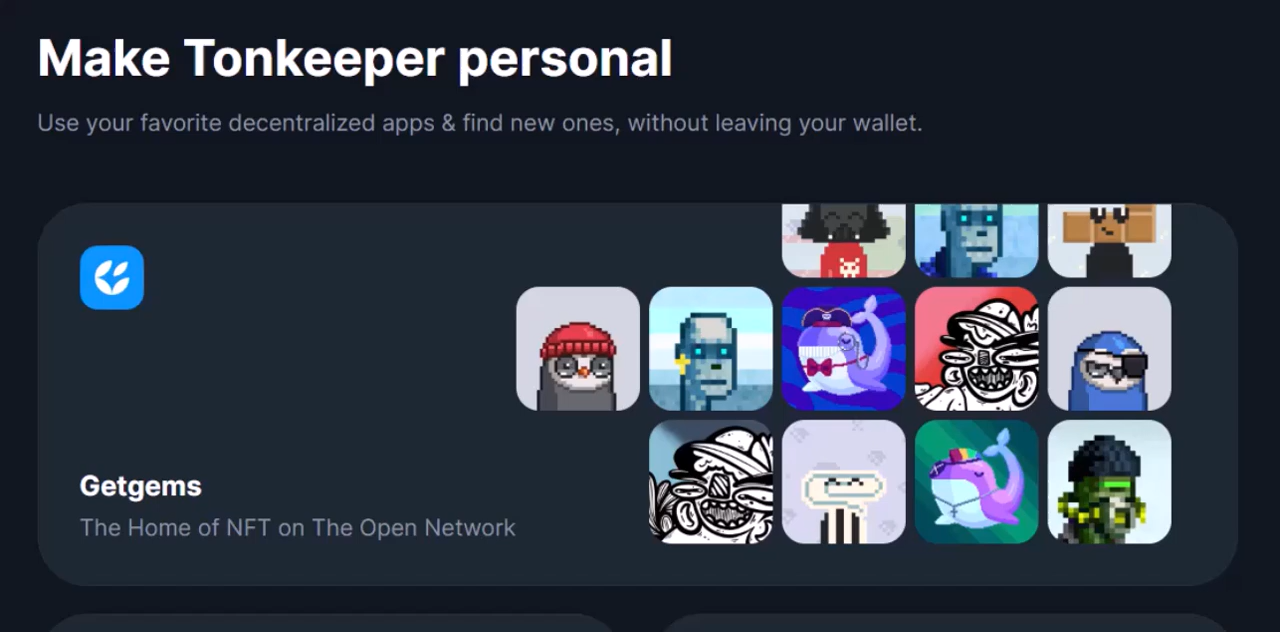 Make Tonkeeper personal
Use your favorite decentralized apps & find new ones, without leaving your wallet.
Getgems
The Home of NFT on The Open Network